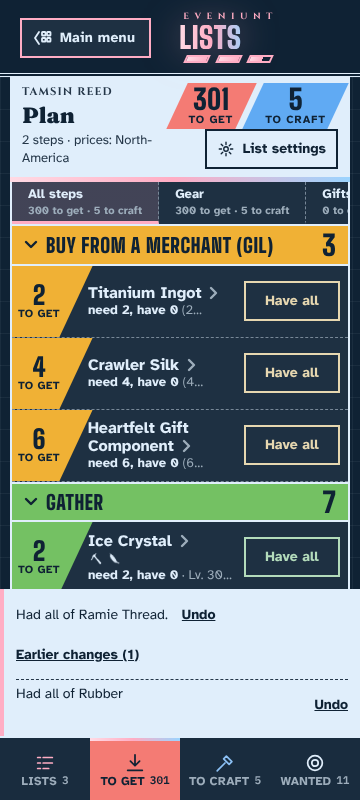 Main menu
EVENIUNT
LISTS
TAMSIN REED
Plan
2 steps · prices: North-
America
301
TO GET
5
TO CRAFT
List settings
All steps
300 to get · 5 to craft
Gear
300 to get · 5 to craft
Gifts
0 to
BUY FROM A MERCHANT (GIL)
3
2
TO GET
Titanium Ingot
need 2, have 0 (2...
Have all
4
TO GET
Crawler Silk
need 4, have 0 (4...
Have all
6
TO GET
Heartfelt Gift
Component
need 6, have 0 (6...
Have all
GATHER
7
2
TO GET
Ice Crystal
need 2, have 0 · Lv. 30...
Have all
Had all of Ramie Thread. Undo
Earlier changes (1)
Had all of Rubber
Undo
LISTS 3
TO GET 301
TO CRAFT 5
WANTED 11